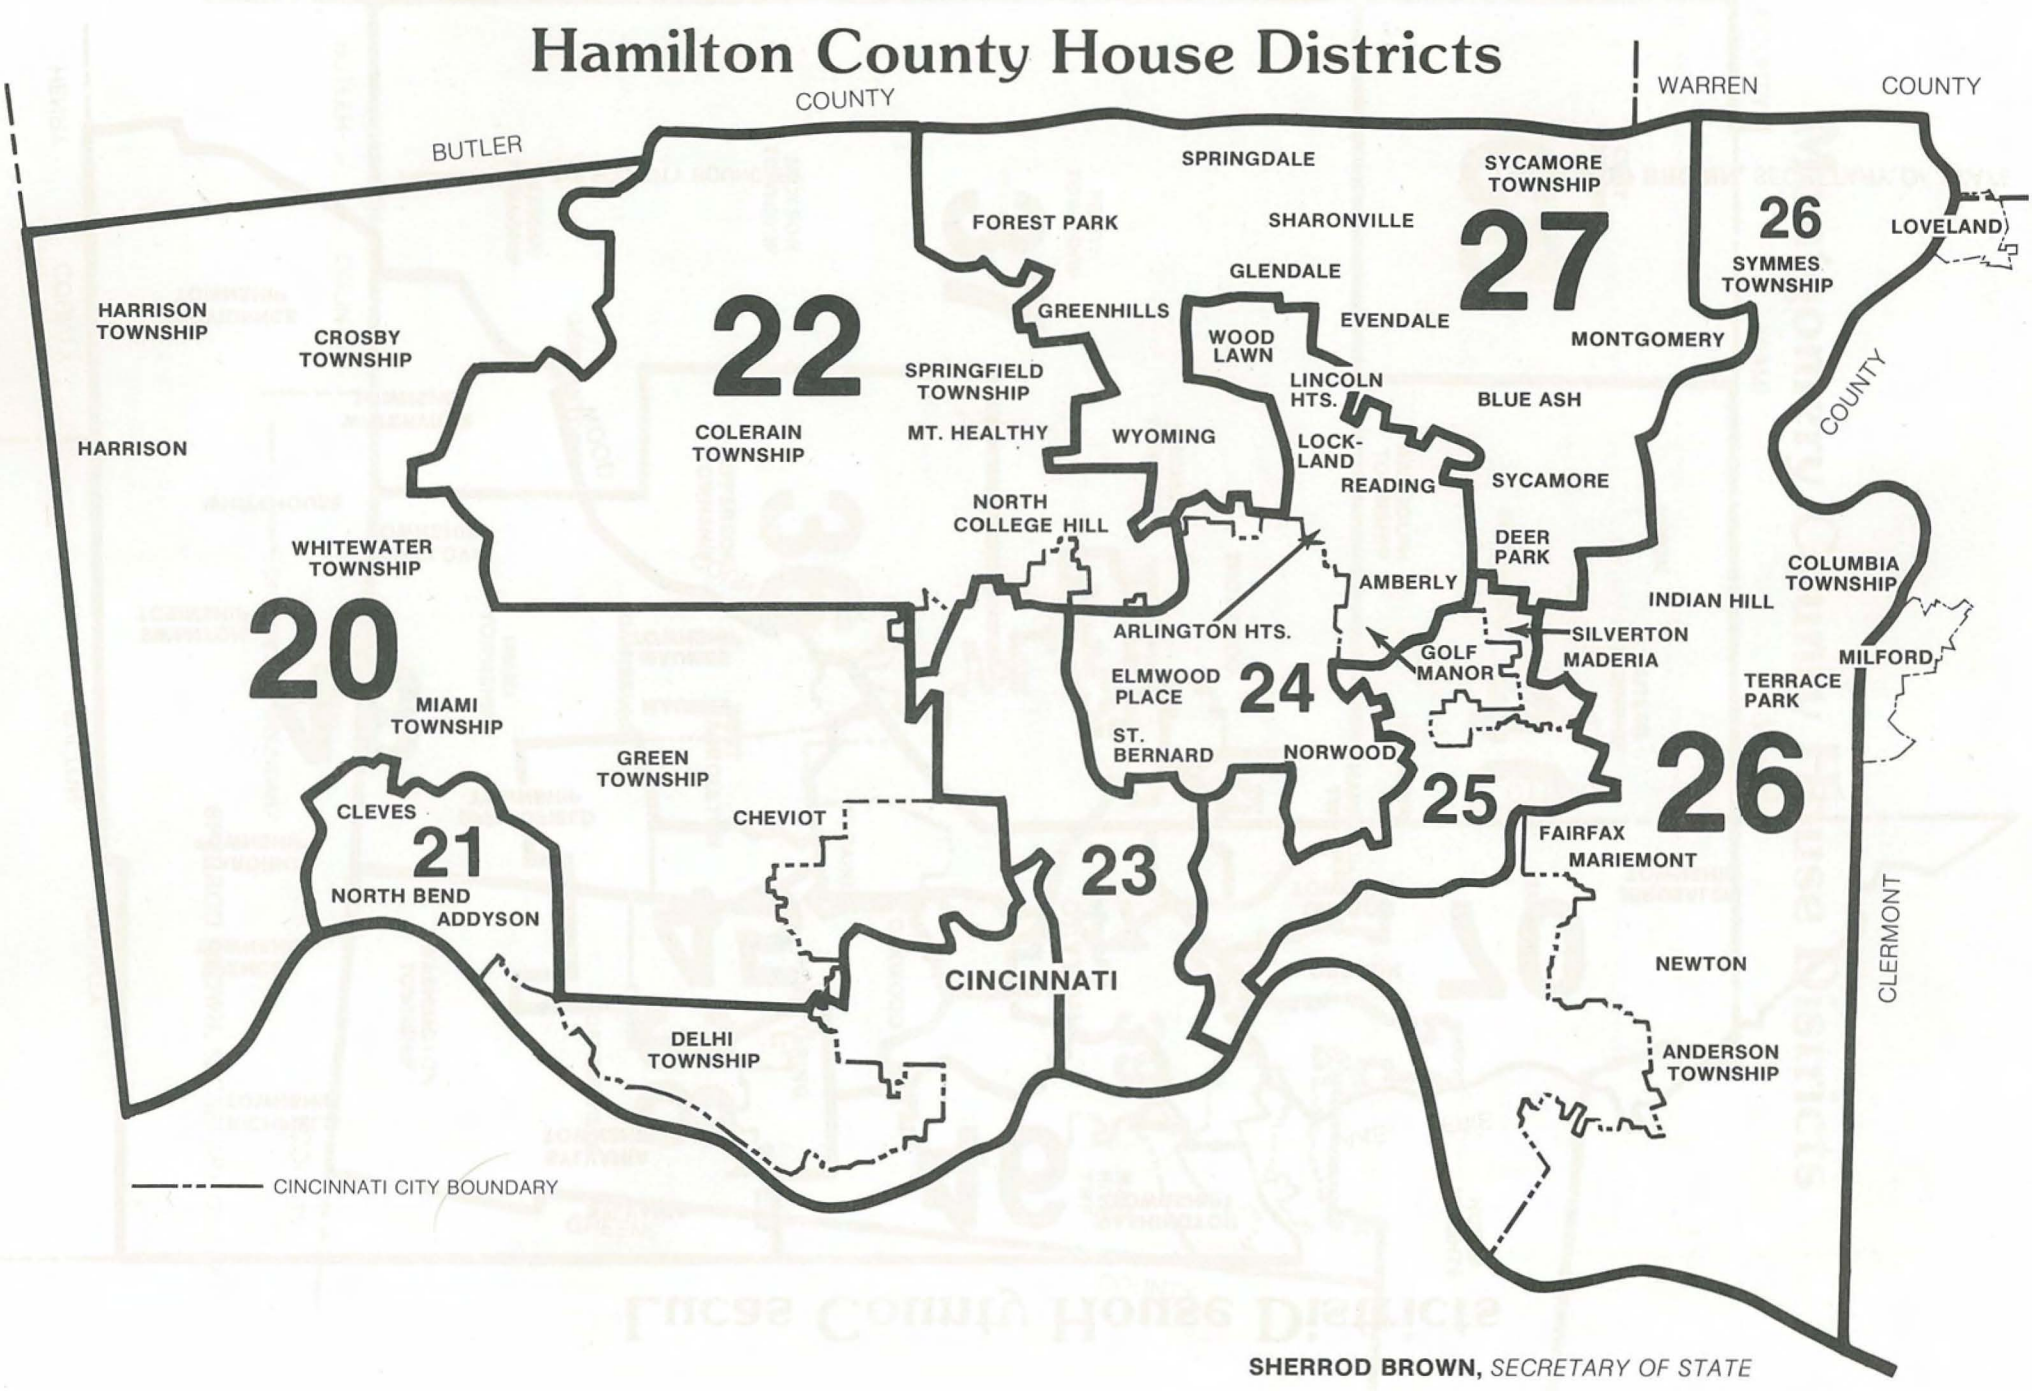 Hamilton County House Districts
COUNTY
WARREN
COUNTY
BUTLER
SPRINGDALE
SYCAMORE
TOWNSHIP
FOREST PARK
SHARONVILLE
27
26
LOVELAND
GLENDALE
SYMMES
TOWNSHIP
HARRISON
TOWNSHIP
CROSBY
TOWNSHIP
22
GREENHILLS
WOOD
LAWN
EVENDALE
MONTGOMERY
SPRINGFIELD
TOWNSHIP
LINCOLN
HTS.
BLUE ASH
COUNTY
HARRISON
COLERAIN
TOWNSHIP
MT. HEALTHY
WYOMING
LOCK-
LAND
READING
SYCAMORE
NORTH
COLLEGE HILL
WHITEWATER
TOWNSHIP
DEER
PARK
COLUMBIA
TOWNSHIP
AMBERLY
INDIAN HILL
20
ARLINGTON HTS.
SILVERTON
GOLF
MANOR
MADERIA
MILFORD
ELMWOOD
PLACE
24
TERRACE
PARK
MIAMI
TOWNSHIP
ST.
BERNARD
NORWOOD
GREEN
TOWNSHIP
25
26
CLEVES
CHEVIOT
21
FAIRFAX
MARIEMONT
23
NORTH BEND
ADDYSON
CLERMONT
CINCINNATI
NEWTON
DELHI
TOWNSHIP
ANDERSON
TOWNSHIP
CINCINNATI CITY BOUNDARY
Lucas County House Districts
SHERROD BROWN, SECRETARY OF STATE